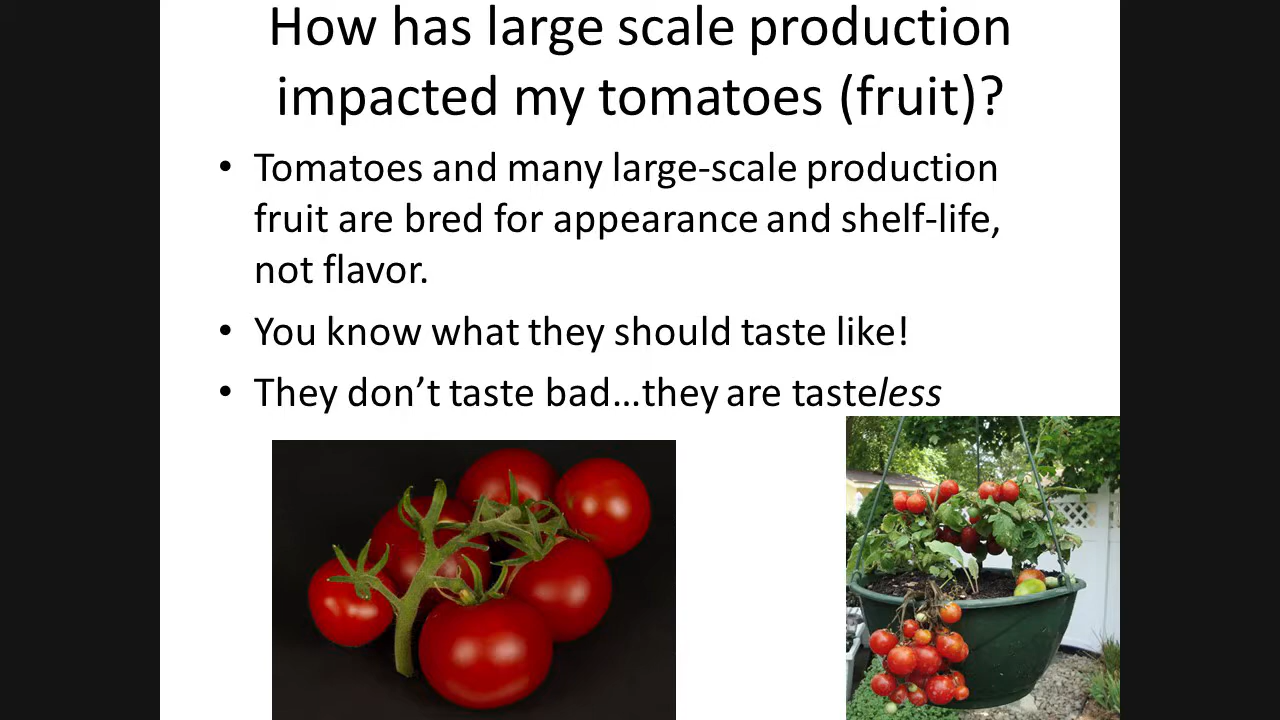 How has large scale production
impacted my tomatoes (fruit)?
• Tomatoes and many large-scale production
fruit are bred for appearance and shelf-life,
not flavor.
• You know what they should taste like!
• They don’t taste bad…they are tasteless